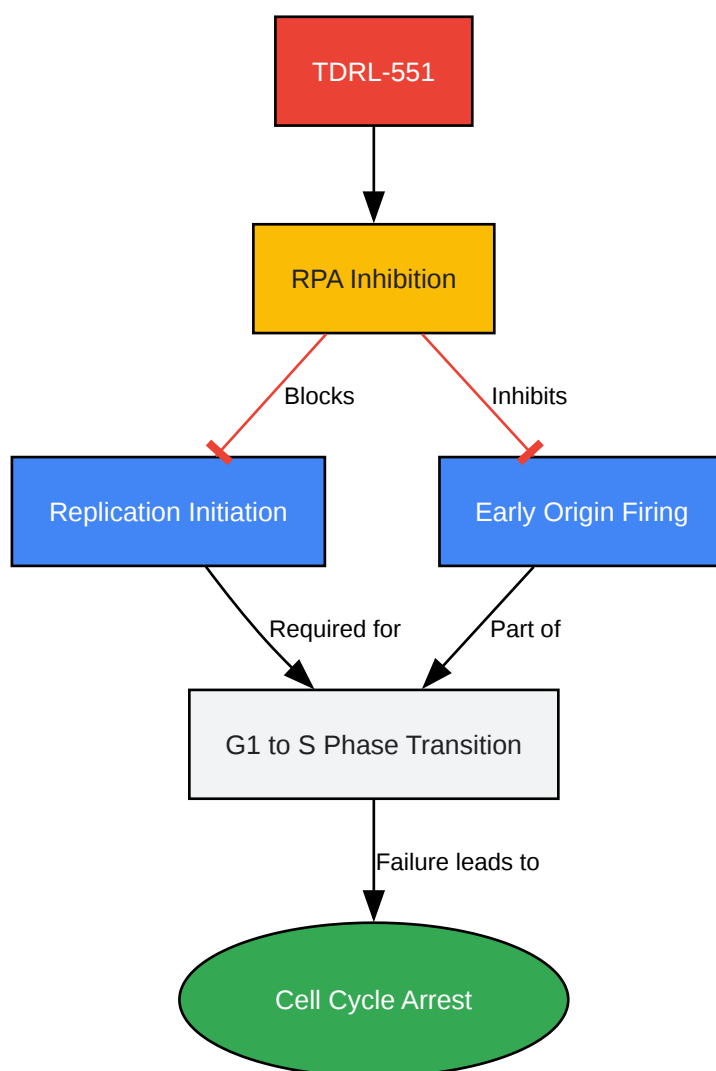 TDRL-551
RPA Inhibition
Blocks
Inhibits
Replication Initiation
Early Origin Firing
Required for
Part of
G1 to S Phase Transition
Failure leads to
Cell Cycle Arrest